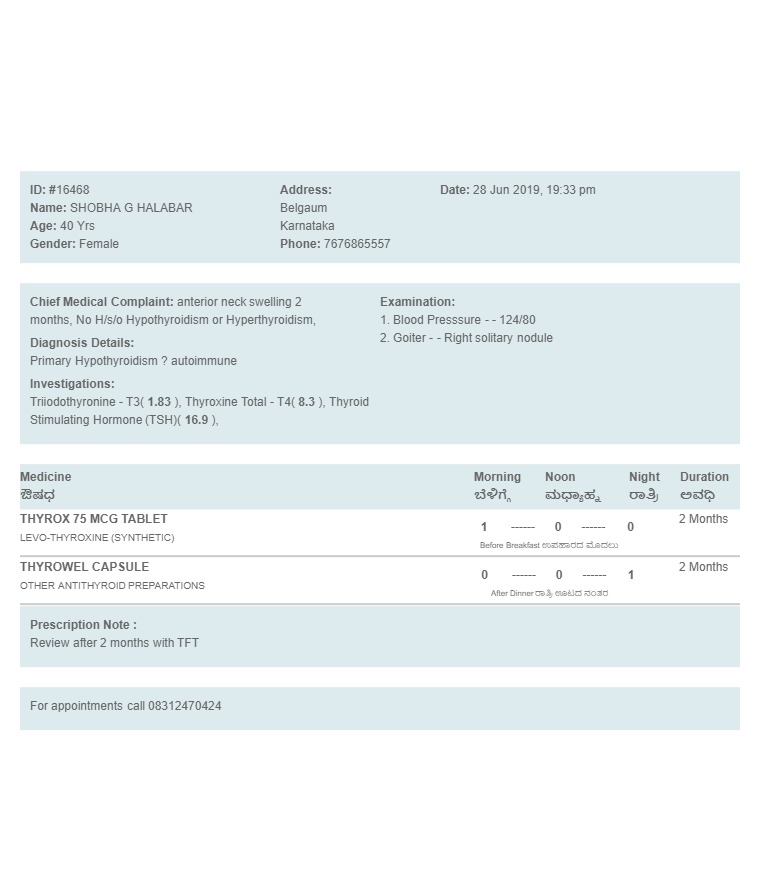 ID: #16468
Name: SHOBHA G HALABAR
Age: 40 Yrs
Gender: Female
Address:
Belgaum
Karnataka
Phone: 7676865557
Date: 28 Jun 2019, 19:33 pm
Chief Medical Complaint: anterior neck swelling 2
months, No H/s/o Hypothyroidism or Hyperthyroidism,
Diagnosis Details:
Primary Hypothyroidism ? autoimmune
Investigations:
Triiodothyronine - T3( 1.83 ), Thyroxine Total - T4( 8.3 ), Thyroid
Stimulating Hormone (TSH)( 16.9 ),
Examination:
1. Blood Presssure - - 124/80
2. Goiter - - Right solitary nodule
Medicine Morning Noon Night Duration
ಔಷಧ ಬೆಳಿಗ್ಗೆ ಮಧ್ಯಾಹ್ನ ರಾತ್ರಿ ಅವಧಿ
THYROX 75 MCG TABLET 1 ------ 0 ------ 0 2 Months
LEVO-THYROXINE (SYNTHETIC) Before Breakfast ಉಪಹಾರದ ಮೊದಲು
THYROWEL CAPSULE 0 ------ 0 ------ 1 2 Months
OTHER ANTITHYROID PREPARATIONS After Dinner ರಾತ್ರಿ ಊಟದ ನಂತರ
Prescription Note :
Review after 2 months with TFT
For appointments call 08312470424